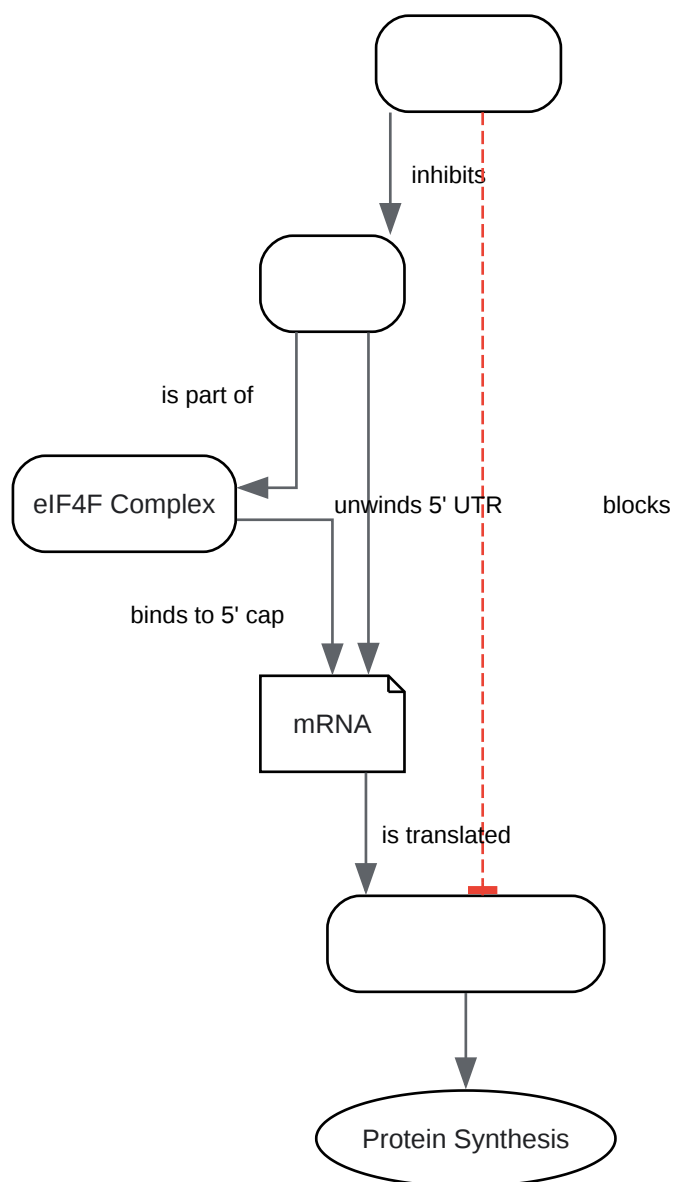 inhibits
is part of
eIF4F Complex
unwinds 5' UTR
blocks
binds to 5' cap
mRNA
is translated
Protein Synthesis